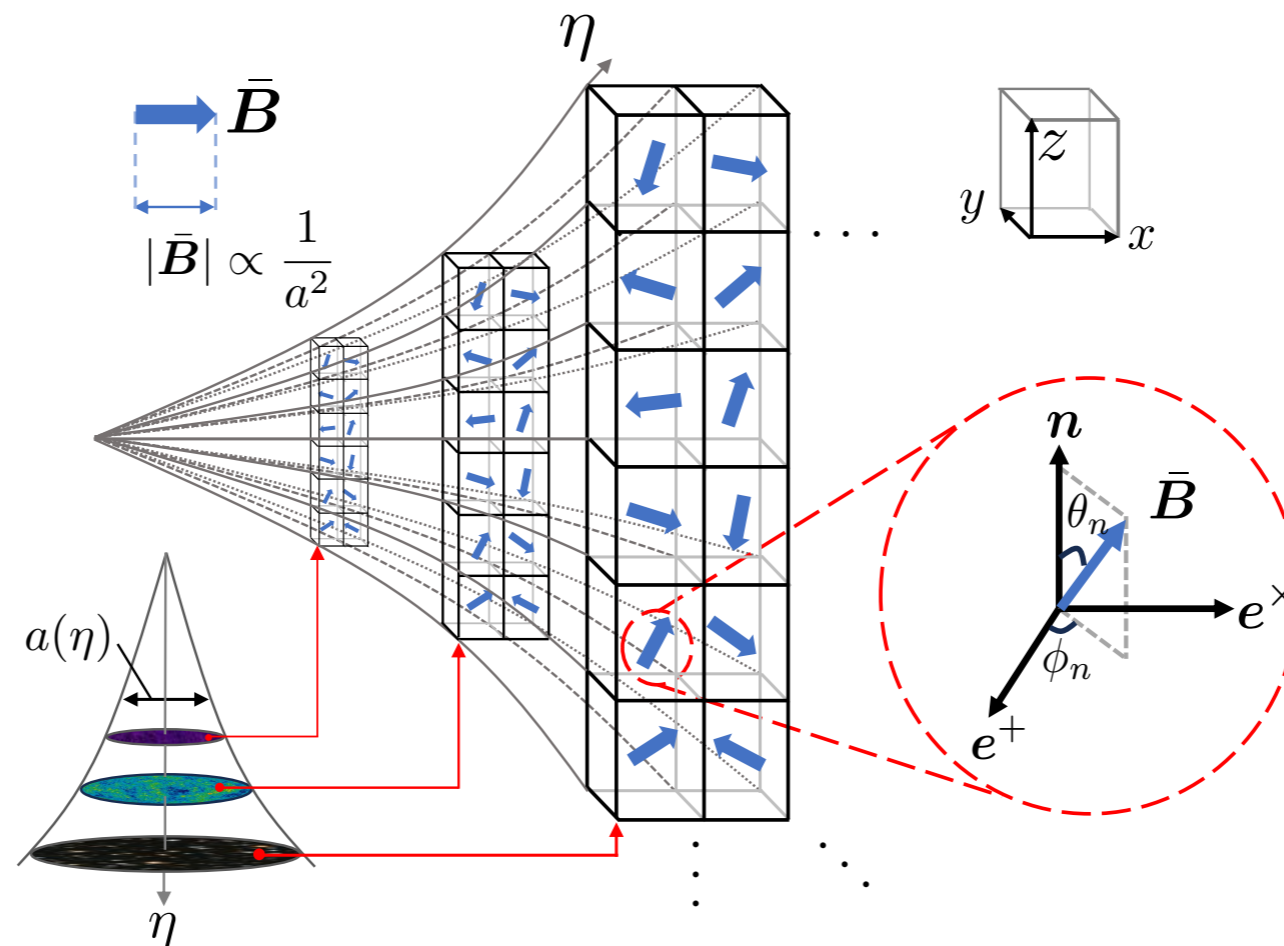 η
B̄
|B̄| ∝ 1/a²
z
y
x
. . .
n
B̄
θₙ
e^×
φₙ
e⁺
a(η)
η